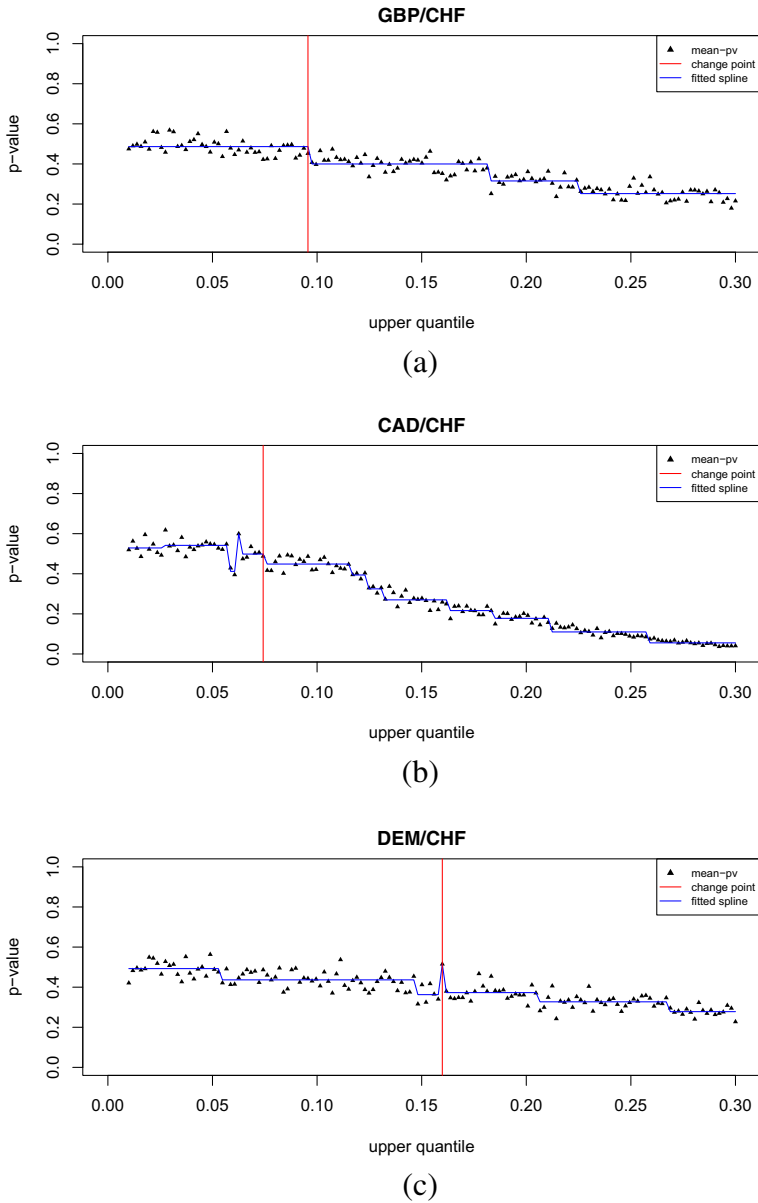 GBP/CHF
mean-pv
change point
fitted spline
p-value
0.0 0.2 0.4 0.6 0.8 1.0
0.00 0.05 0.10 0.15 0.20 0.25 0.30
upper quantile
(a)
CAD/CHF
mean-pv
change point
fitted spline
p-value
0.0 0.2 0.4 0.6 0.8 1.0
0.00 0.05 0.10 0.15 0.20 0.25 0.30
upper quantile
(b)
DEM/CHF
mean-pv
change point
fitted spline
p-value
0.0 0.2 0.4 0.6 0.8 1.0
0.00 0.05 0.10 0.15 0.20 0.25 0.30
upper quantile
(c)